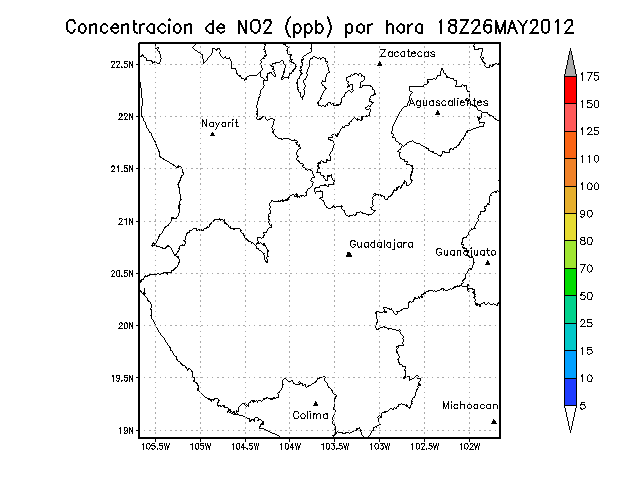 Concentracion de NO2 (ppb) por hora 18Z26MAY2012
Zacatecas
22.5N
175
150
Aguascalientes
22N
Nayarit
125
110
21.5N
100
21N
90
Guadalajara
80
Guanajuato
70
20.5N
50
20N
25
15
19.5N
10
Michoacan
5
Colima
19N
105.5W 105W 104.5W 104W 103.5W 103W 102.5W 102W